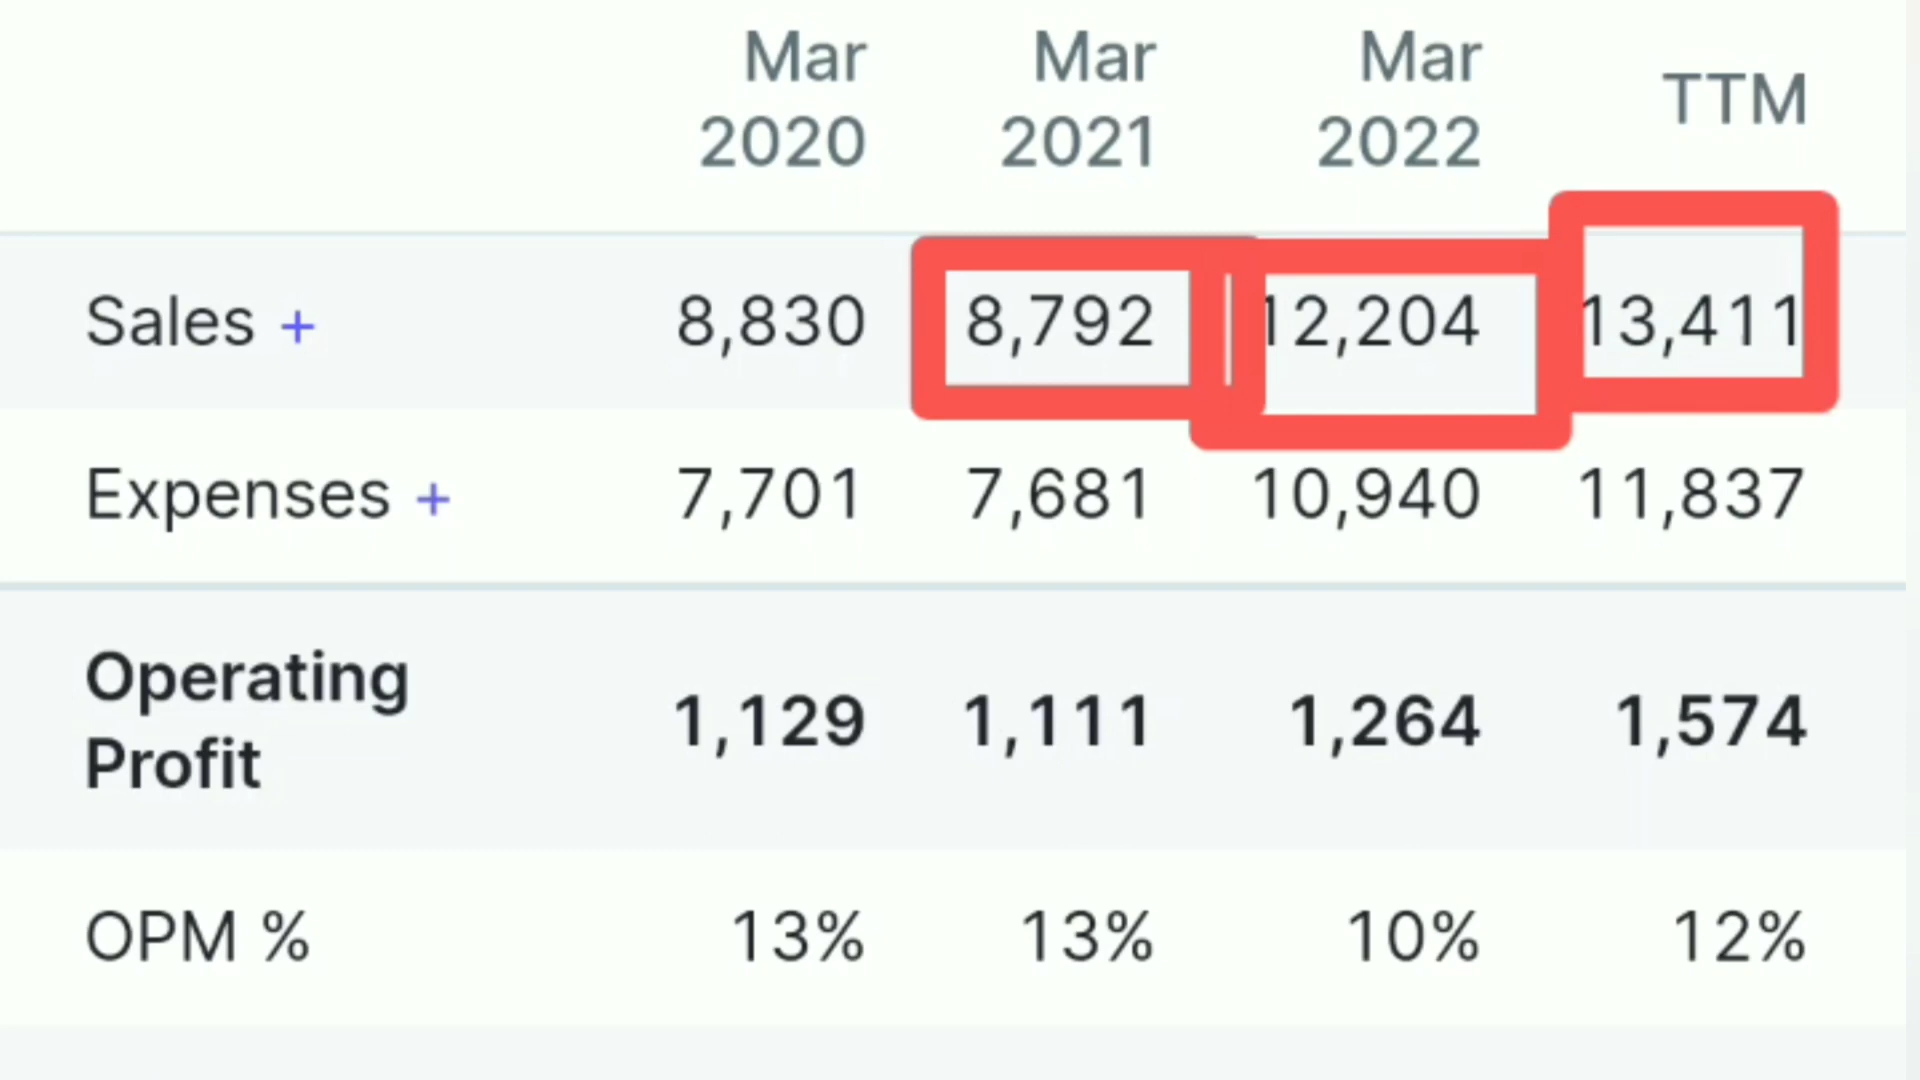 Mar 2020 Mar 2021 Mar 2022 TTM
Sales + 8,830 8,792 12,204 13,411
Expenses + 7,701 7,681 10,940 11,837
Operating Profit 1,129 1,111 1,264 1,574
OPM % 13% 13% 10% 12%